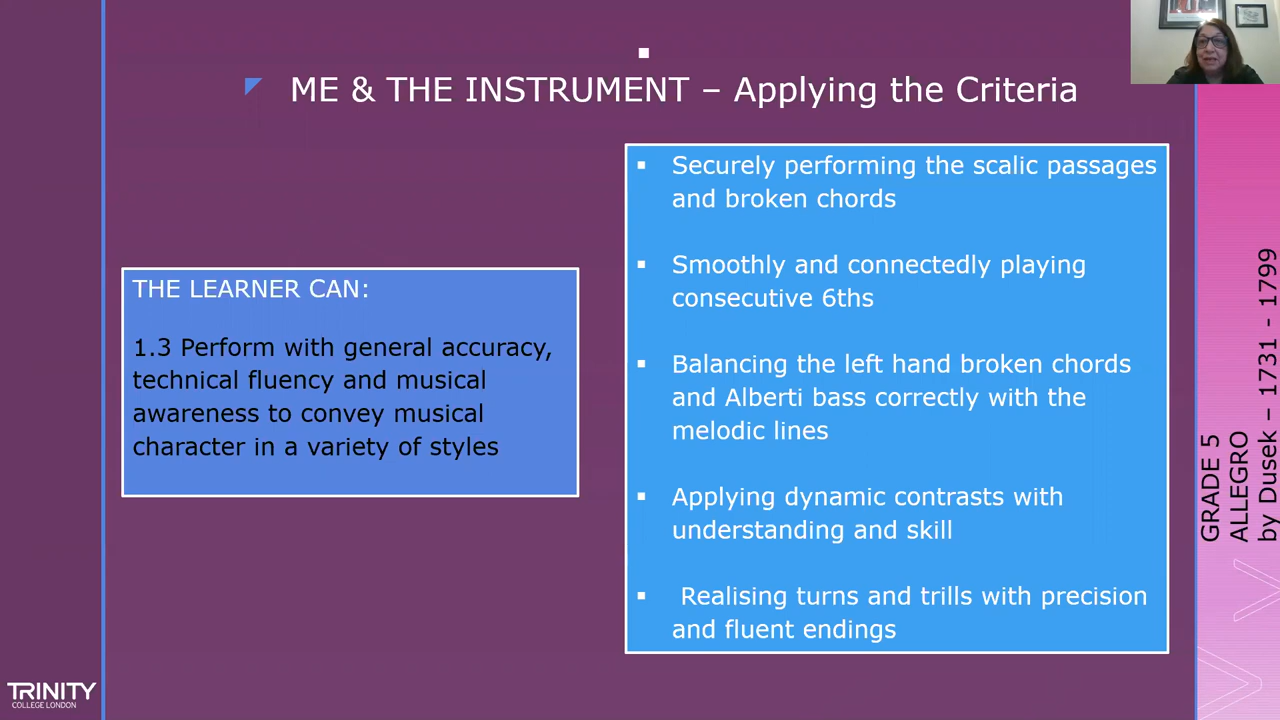 ME & THE INSTRUMENT – Applying the Criteria
THE LEARNER CAN:
1.3 Perform with general accuracy,
technical fluency and musical
awareness to convey musical
character in a variety of styles
Securely performing the scalic passages
and broken chords
Smoothly and connectedly playing
consecutive 6ths
Balancing the left hand broken chords
and Alberti bass correctly with the
melodic lines
Applying dynamic contrasts with
understanding and skill
Realising turns and trills with precision
and fluent endings
GRADE 5
ALLEGRO
by Dusek – 1731 - 1799
TRINITY
COLLEGE LONDON